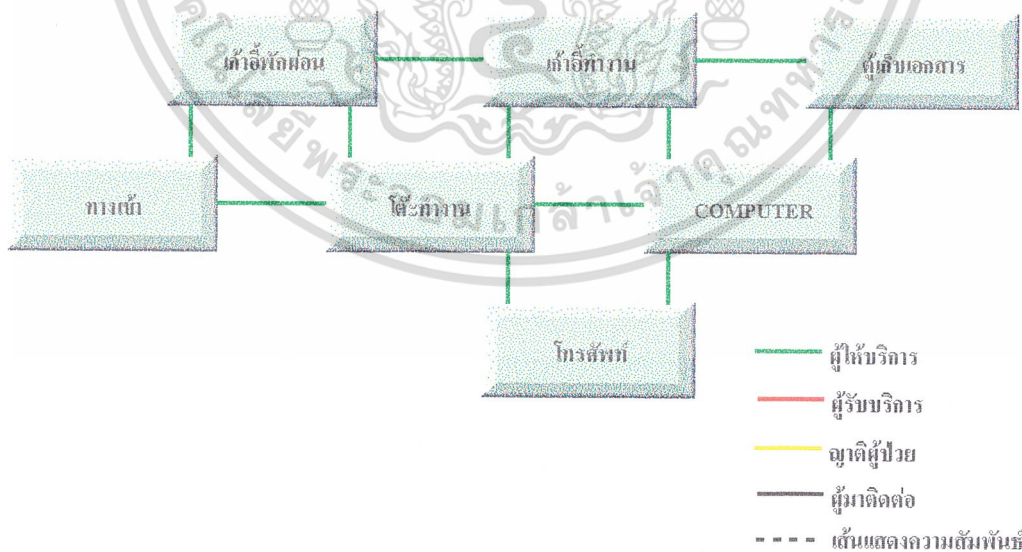 เก้าอี้พักผ่อน
เก้าอี้ทำงาน
ตู้เก็บเอกสาร
ทางเข้า
โต๊ะทำงาน
COMPUTER
โทรศัพท์
ผู้ให้บริการ
ผู้รับบริการ
ญาติผู้ป่วย
ผู้มาติดต่อ
เส้นแสดงความสัมพันธ์